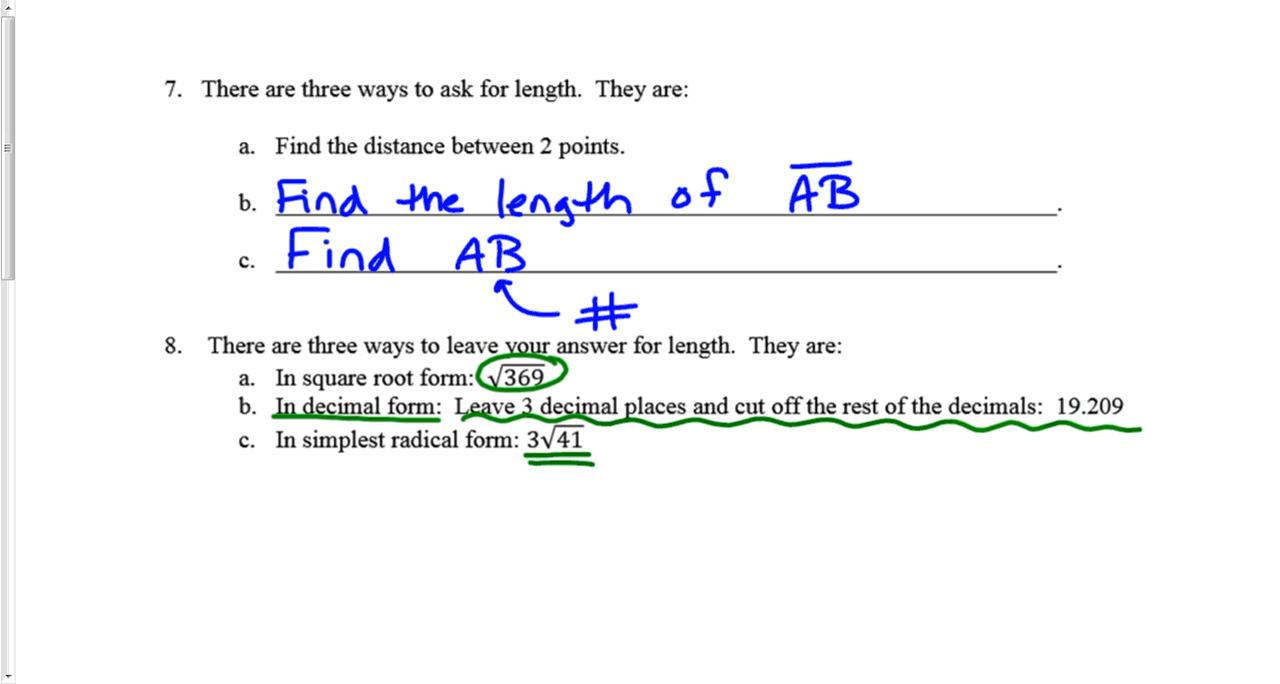 7. There are three ways to ask for length. They are:
a. Find the distance between 2 points.
b. Find the length of A̅B̅.
c. Find AB.
#
8. There are three ways to leave your answer for length. They are:
a. In square root form: √369
b. In decimal form: Leave 3 decimal places and cut off the rest of the decimals: 19.209
c. In simplest radical form: 3√41